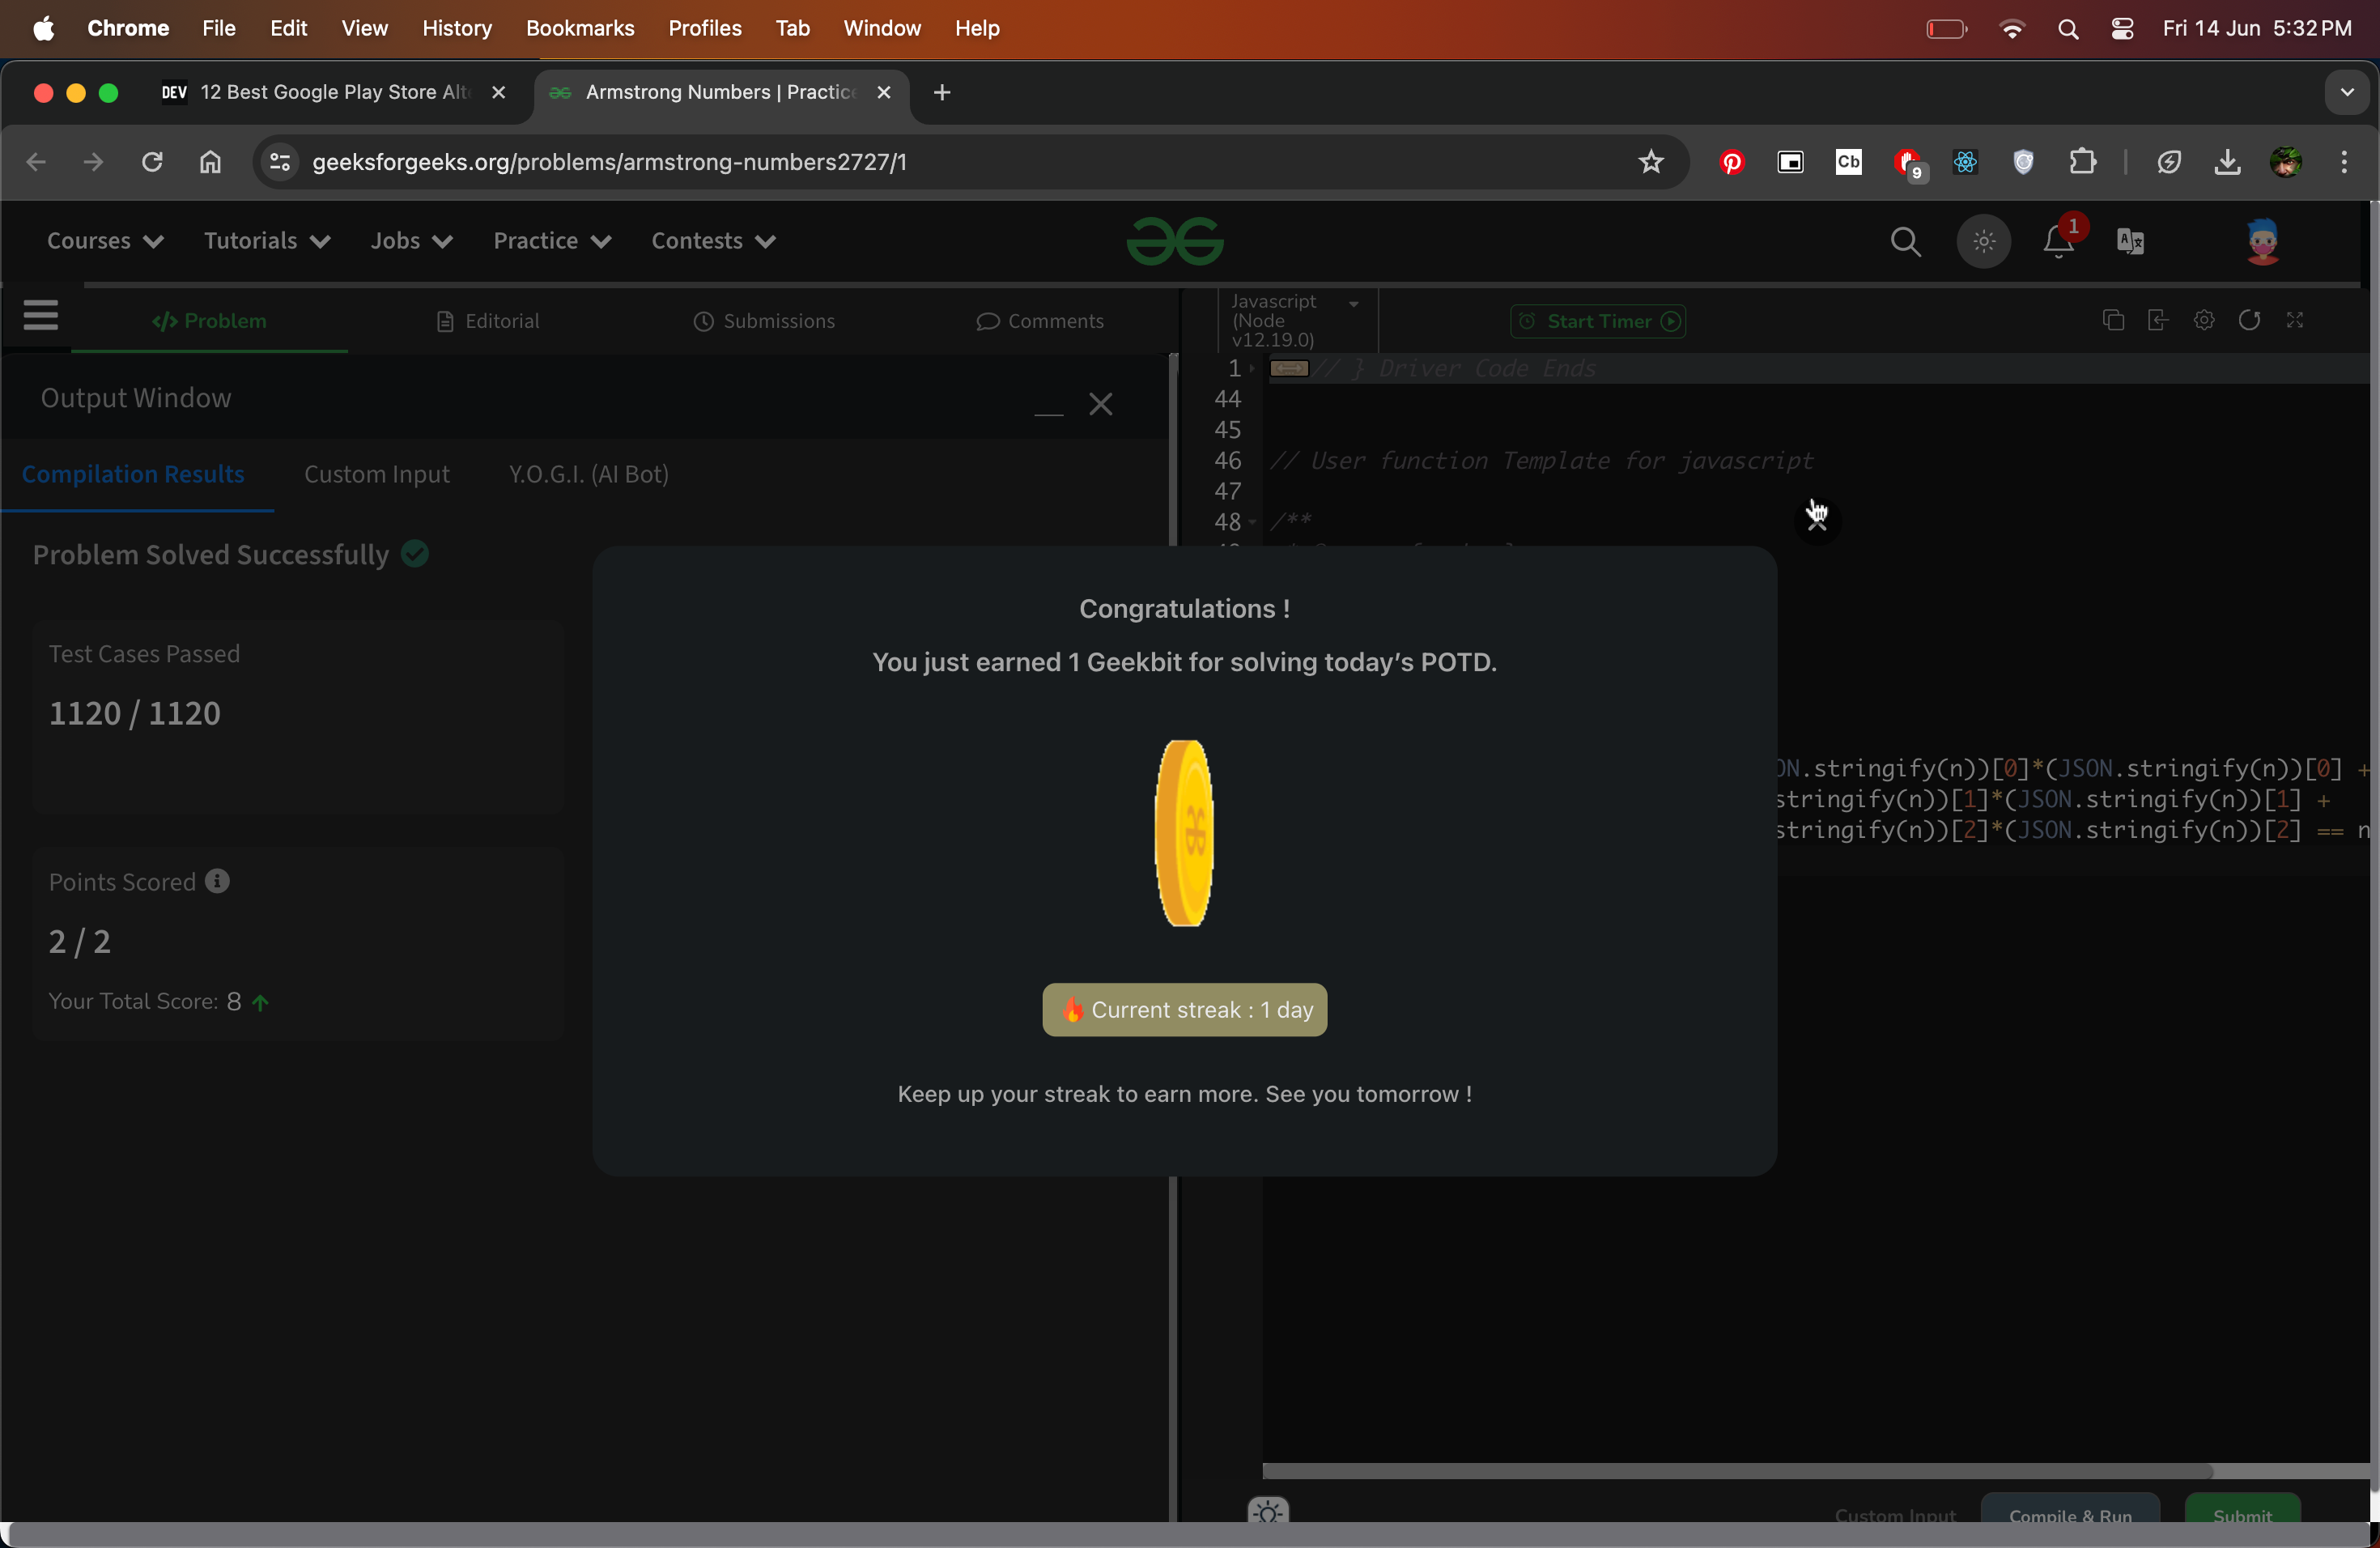 Chrome File Edit View History Bookmarks Profiles Tab Window Help Fri 14 Jun 5:32 PM
DEV 12 Best Google Play Store Alt Armstrong Numbers | Practice
geeksforgeeks.org/problems/armstrong-numbers2727/1 Cb 9
Courses Tutorials Jobs Practice Contests 1
</> Problem Editorial Submissions Comments
Javascript
(Node
v12.19.0)
Start Timer
Output Window
Compilation Results Custom Input Y.O.G.I. (AI Bot)
Problem Solved Successfully
Test Cases Passed
1120 / 1120
Points Scored
2 / 2
Your Total Score: 8
1 // } Driver Code Ends
44
45
46 // User function Template for javascript
47
48 /**
Congratulations !
You just earned 1 Geekbit for solving today's POTD.
Current streak : 1 day
Keep up your streak to earn more. See you tomorrow !
ON.stringify(n))[0]*(JSON.stringify(n))[0] +
stringify(n))[1]*(JSON.stringify(n))[1] +
stringify(n))[2]*(JSON.stringify(n))[2] == n
Custom Input Compile & Run Submit